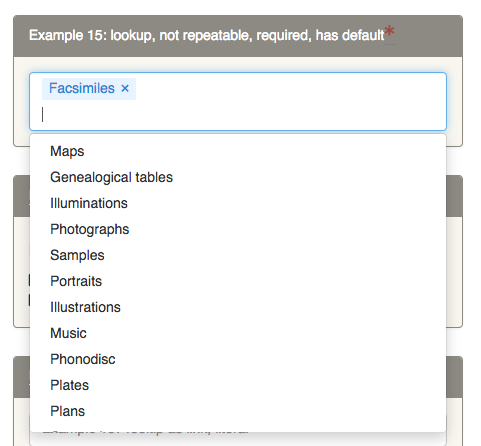 Example 15: lookup, not repeatable, required, has default*
Facsimiles ×
Maps
Genealogical tables
Illuminations
Photographs
Samples
Portraits
Illustrations
Music
Phonodisc
Plates
Plans